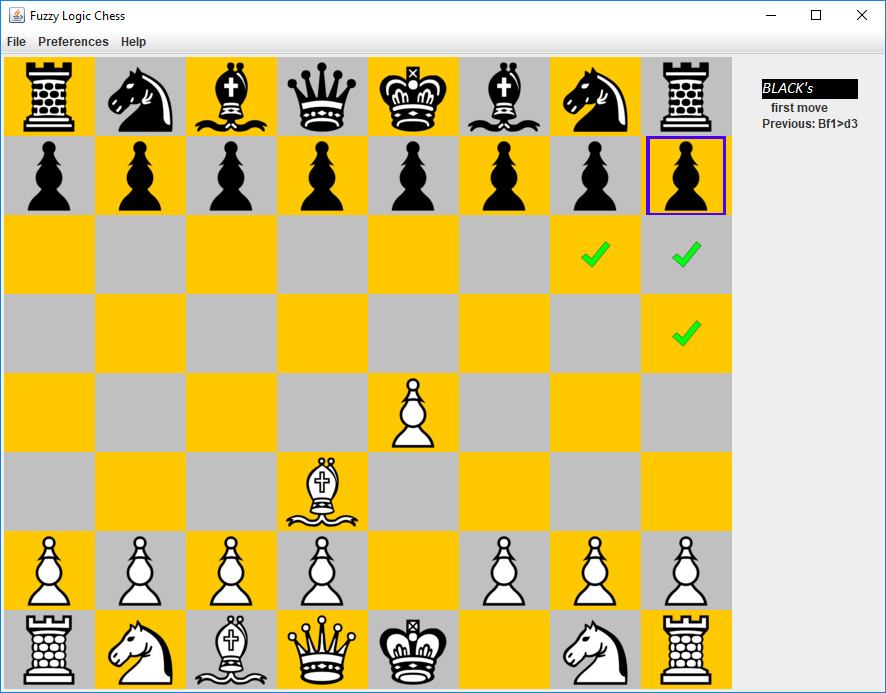 Fuzzy Logic Chess
File Preferences Help
BLACK's
first move
Previous: Bf1>d3